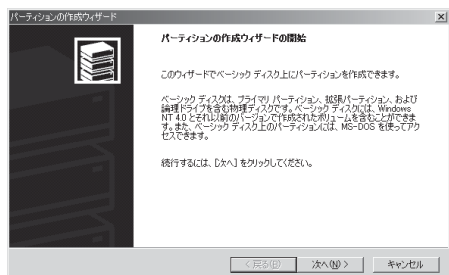 パーティションの作成ウィザード
パーティションの作成ウィザードの開始
このウィザードでベーシック ディスク上にパーティションを作成できます。
ベーシック ディスクは、プライマリ パーティション、拡張パーティション、および
論理ドライブを含む物理ディスクです。ベーシック ディスクには、Windows
NT 4.0 とそれ以前のバージョンで作成されたボリュームを含むことができま
す。また、ベーシック ディスク上のパーティションには、MS-DOS を使ってアク
セスできます。
続行するには、[次へ] をクリックしてください。
< 戻る(B)
次へ(N) >
キャンセル